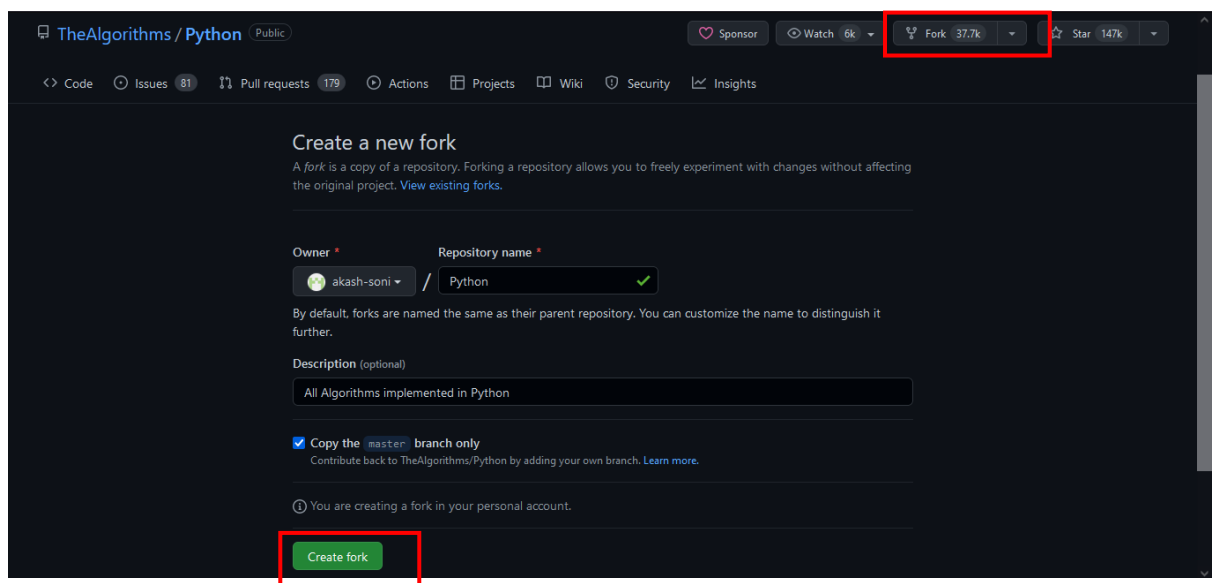 TheAlgorithms / Python Public
Sponsor Watch 6k Fork 37.7k Star 147k
Code Issues 81 Pull requests 179 Actions Projects Wiki Security Insights
Create a new fork
A fork is a copy of a repository. Forking a repository allows you to freely experiment with changes without affecting
the original project. View existing forks.
Owner * Repository name *
akash-soni / Python
By default, forks are named the same as their parent repository. You can customize the name to distinguish it
further.
Description (optional)
All Algorithms implemented in Python
Copy the master branch only
Contribute back to TheAlgorithms/Python by adding your own branch. Learn more.
You are creating a fork in your personal account.
Create fork